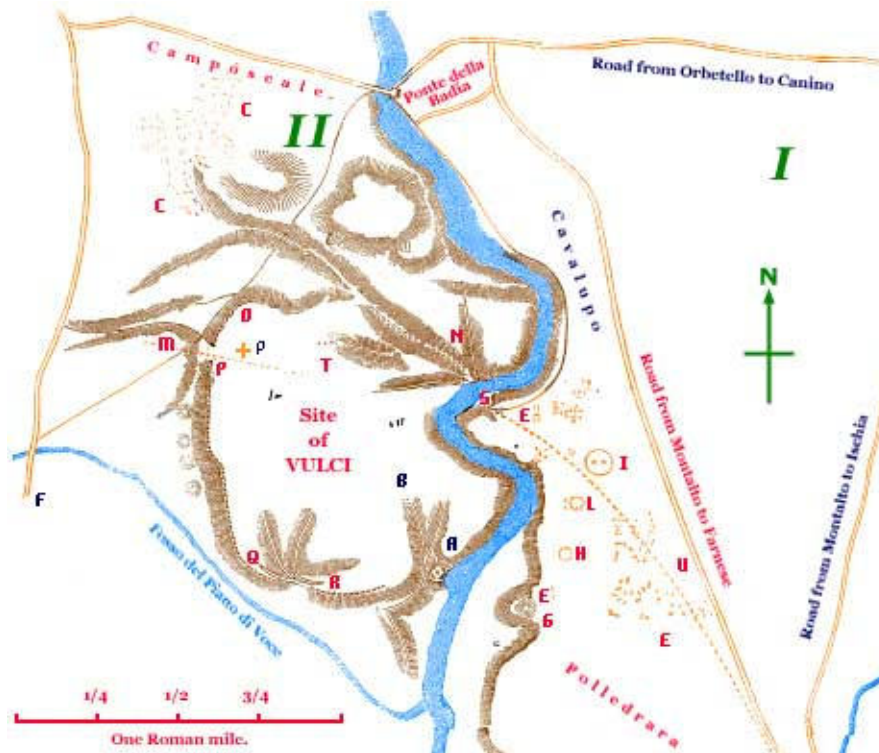 Campóscale.
Ponte della
Badia
Road from Orbetello to Canino
C
II
I
C
Cavalupo
N
D
N
M
P
ρ
T
S
E
Site
of
VULCI
I
Road from Montalto to Farnese
Road from Montalto to Ischia
B
L
F
A
H
U
Q
R
E
G
E
Fosso del Piatto di Voce
Polledrara
1/4 1/2 3/4
One Roman mile.